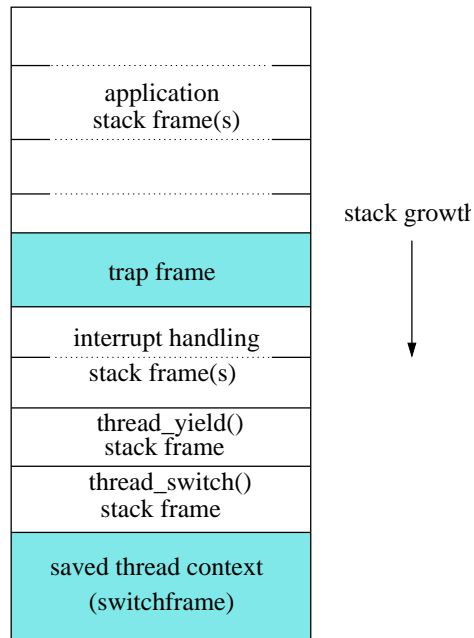 application
stack frame(s)
stack growth
trap frame
interrupt handling
stack frame(s)
thread_yield()
stack frame
thread_switch()
stack frame
saved thread context
(switchframe)